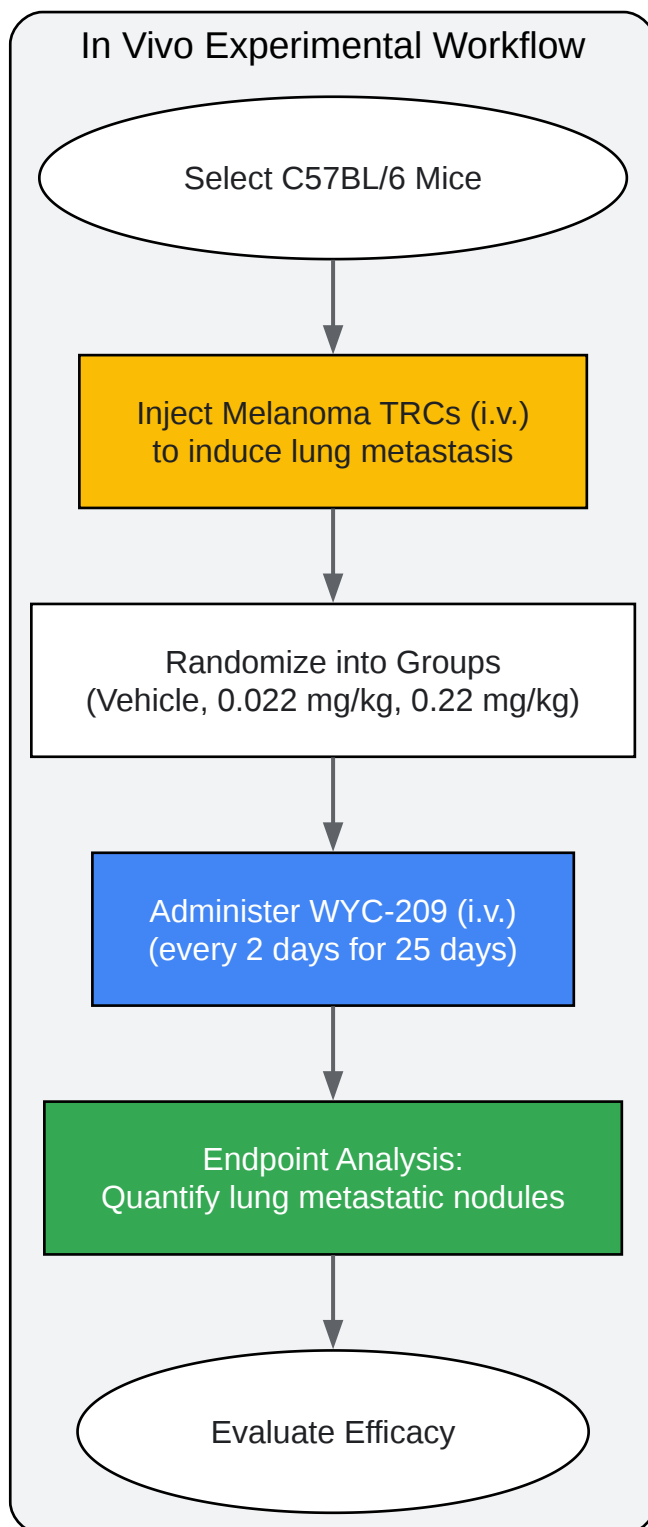 In Vivo Experimental Workflow
Select C57BL/6 Mice
Inject Melanoma TRCs (i.v.)
to induce lung metastasis
Randomize into Groups
(Vehicle, 0.022 mg/kg, 0.22 mg/kg)
Administer WYC-209 (i.v.)
(every 2 days for 25 days)
Endpoint Analysis:
Quantify lung metastatic nodules
Evaluate Efficacy